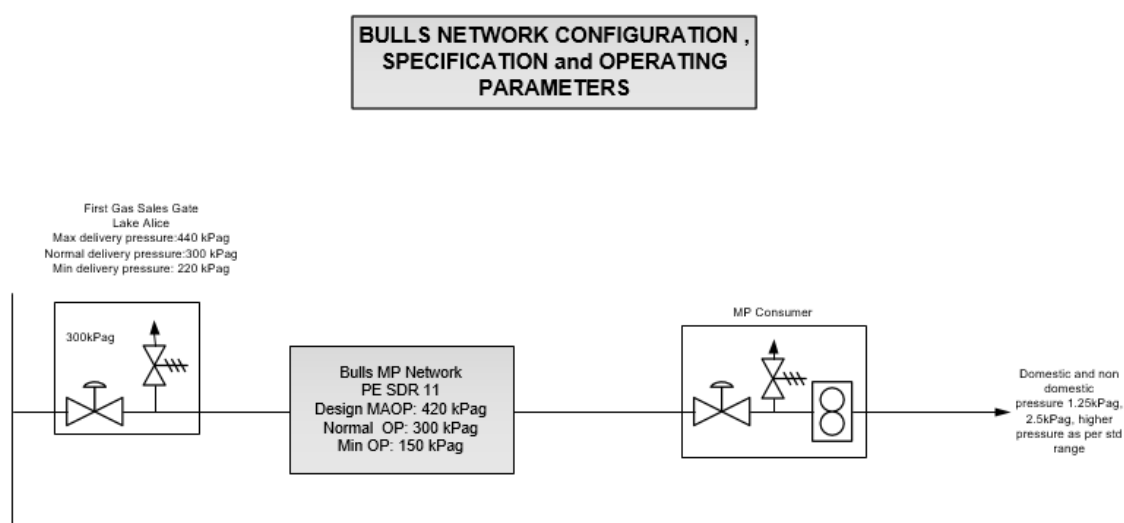 BULLS NETWORK CONFIGURATION ,
SPECIFICATION and OPERATING
PARAMETERS
First Gas Sales Gate
Lake Alice
Max delivery pressure:440 kPag
Normal delivery pressure:300 kPag
Min delivery pressure: 220 kPag
300kPag
Bulls MP Network
PE SDR 11
Design MAOP: 420 kPag
Normal OP: 300 kPag
Min OP: 150 kPag
MP Consumer
Domestic and non
domestic
pressure 1.25kPag,
2.5kPag, higher
pressure as per std
range